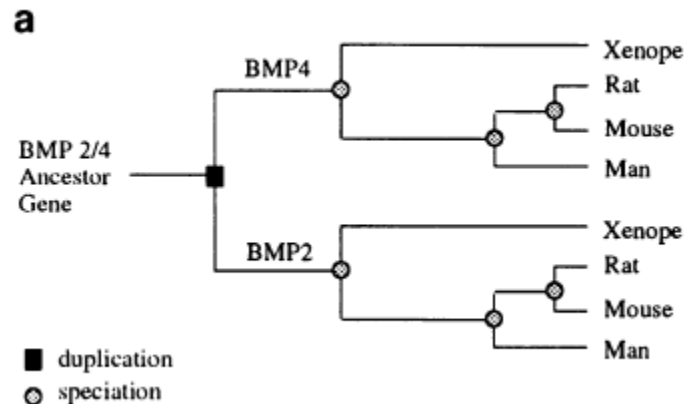 a
BMP4
Xenope
Rat
Mouse
Man
BMP 2/4
Ancestor
Gene
BMP2
Xenope
Rat
Mouse
Man
duplication
speciation